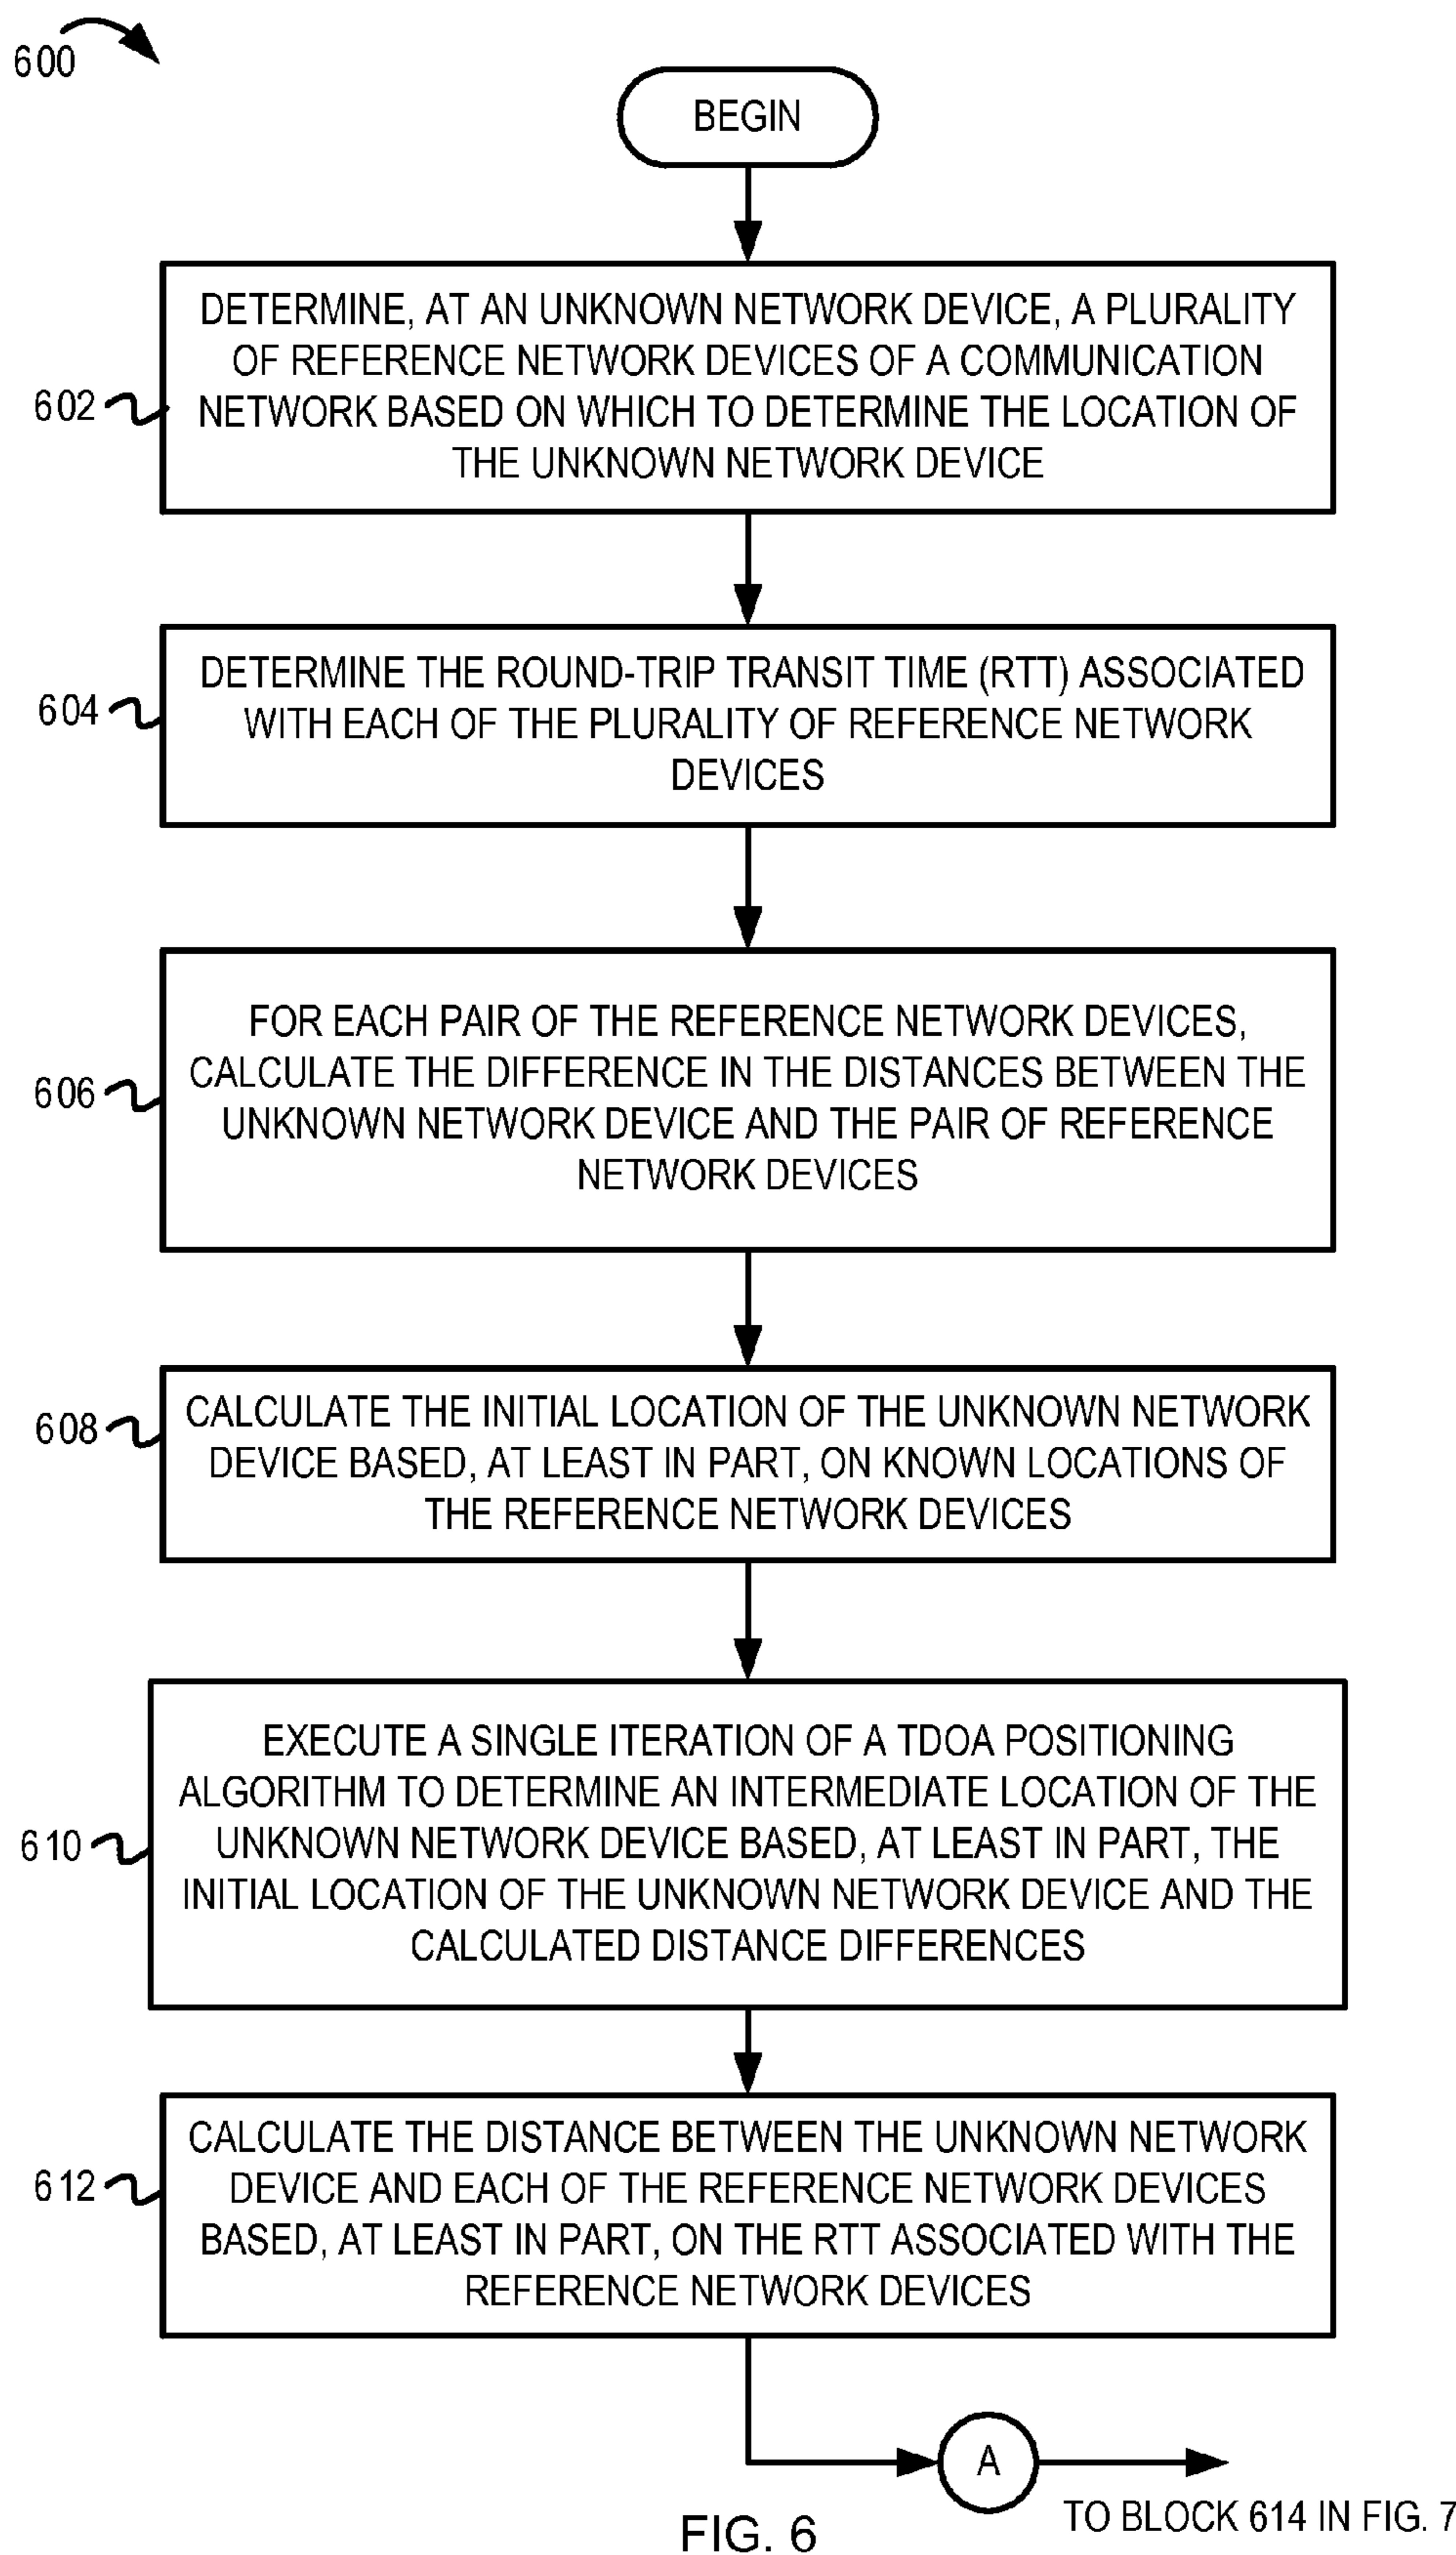 600
BEGIN
DETERMINE, AT AN UNKNOWN NETWORK DEVICE, A PLURALITY
OF REFERENCE NETWORK DEVICES OF A COMMUNICATION
602
NETWORK BASED ON WHICH TO DETERMINE THE LOCATION OF
THE UNKNOWN NETWORK DEVICE
DETERMINE THE ROUND-TRIP TRANSIT TIME (RTT) ASSOCIATED
604
WITH EACH OF THE PLURALITY OF REFERENCE NETWORK
DEVICES
FOR EACH PAIR OF THE REFERENCE NETWORK DEVICES,
CALCULATE THE DIFFERENCE IN THE DISTANCES BETWEEN THE
606
UNKNOWN NETWORK DEVICE AND THE PAIR OF REFERENCE
NETWORK DEVICES
CALCULATE THE INITIAL LOCATION OF THE UNKNOWN NETWORK
608
DEVICE BASED, AT LEAST IN PART, ON KNOWN LOCATIONS OF
THE REFERENCE NETWORK DEVICES
EXECUTE A SINGLE ITERATION OF A TDOA POSITIONING
ALGORITHM TO DETERMINE AN INTERMEDIATE LOCATION OF THE
610
UNKNOWN NETWORK DEVICE BASED, AT LEAST IN PART, THE
INITIAL LOCATION OF THE UNKNOWN NETWORK DEVICE AND THE
CALCULATED DISTANCE DIFFERENCES
CALCULATE THE DISTANCE BETWEEN THE UNKNOWN NETWORK
612
DEVICE AND EACH OF THE REFERENCE NETWORK DEVICES
BASED, AT LEAST IN PART, ON THE RTT ASSOCIATED WITH THE
REFERENCE NETWORK DEVICES
A
TO BLOCK 614 IN FIG. 7
FIG. 6